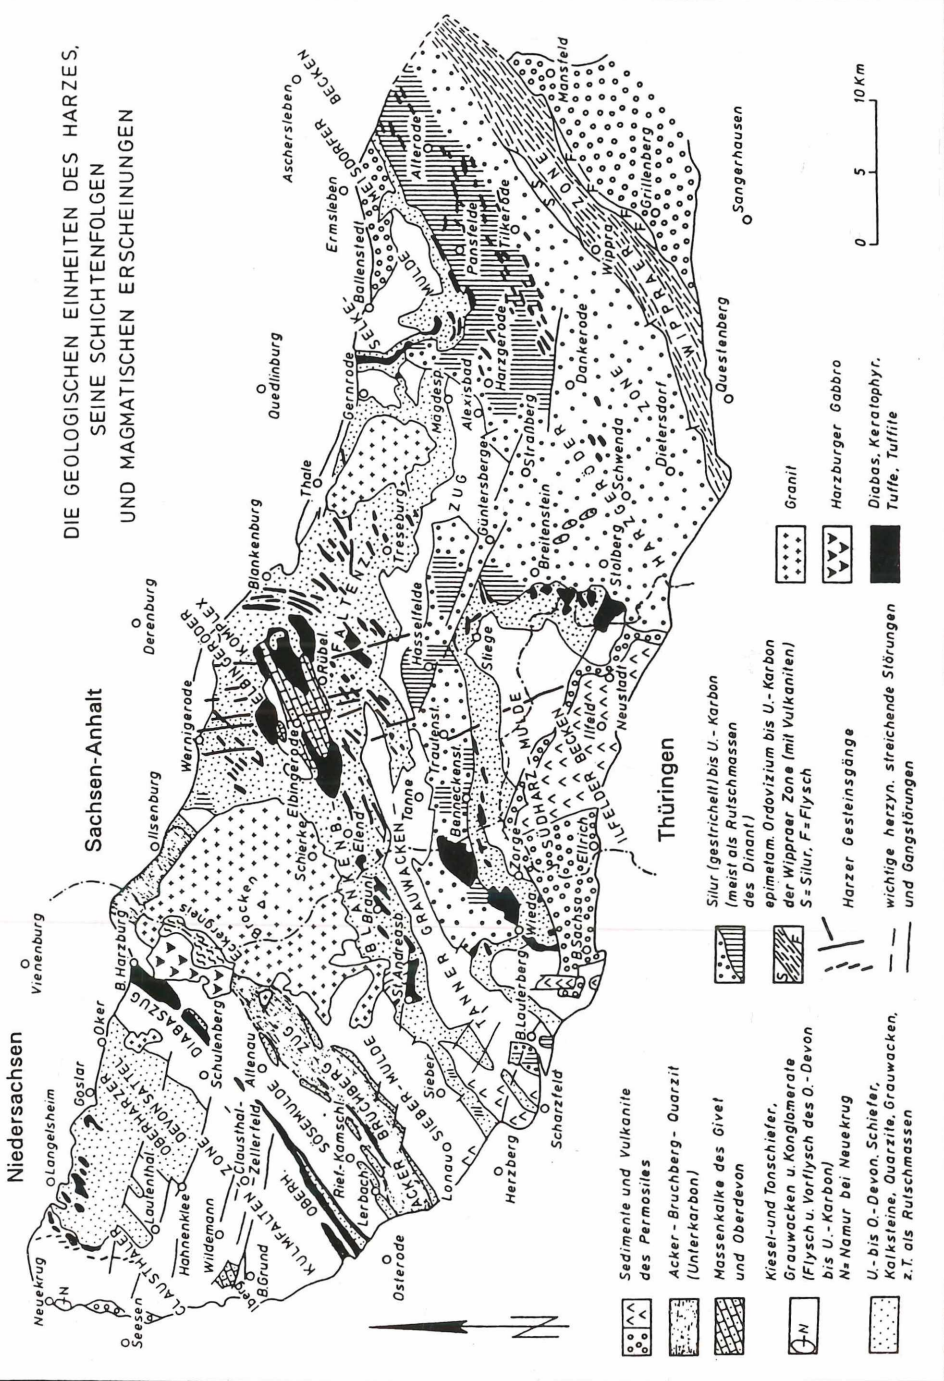 DIE GEOLOGISCHEN EINHEITEN DES HARZES,
SEINE SCHICHTENFOLGEN
UND MAGMATISCHEN ERSCHEINUNGEN
Niedersachsen
Sachsen-Anhalt
Thüringen
Langelsheim
Vienenburg
Derenburg
Quedlinburg
Aschersleben
Ermsleben
Ballenstedt
MEISDORFER BECKEN
Neuekrug
N
Seesen
Goslar
Oker
B.Harzburg
Ilsenburg
Wernigerode
Blankenburg
Thale
Gernrode
Lautenthal
Hahnenklee
Wildemann
B.Grund
Iberg
Clausthal-
Zellerfeld
Schulenberg
Altenau
OBERHARZER
DEVONSATTEL
DIABASZUG
CLAUSTHALER
KULMFALTENZONE
OBERH.
SÖSEMULDE
ACKER
BRUCHBERG
ZUG
SIEBER-MULDE
Eckergneis
Brocken
Schierke
Elbingerode
ELBINGERÖDER
KOMPLEX
Rübel.
Elend
Braunl.
BLANKENB.
FALTENZ.
St.Andreasb.
TANNER
GRAUWACKEN
ZUG
Tanne
Trautenst.
Hasselfelde
Benneckenst.
Treseburg
Mägdesp.
Alexisbad
SELKE-
MULDE
Harzgerode
Pansfelde
Tilkerode
Alterode
Güntersberge
Straßberg
Dankerode
Stiege
Breitenstein
Stolberg
Schwenda
Dietersdorf
HARZGERÖDER
ZONE
Wippra
WIPPRAER
ZONE
S
S
F
F
F
F
Mansfeld
Grillenberg
Sangerhausen
Questenberg
Osterode
Lerbach
Rief.-Kamschl.
Sieber
Lonau
Herzberg
Scharzfeld
B.Lauterberg
B.Sachsa
Wieda
Zorge
Ellrich
SÜDHARZ
MULDE
ILFELDER BECKEN
Ilfeld
Neustadt
ILFELDER
0 5 10 Km
N
Sedimente und Vulkanite
des Permosiles
Acker-Bruchberg-Quarzit
(Unterkarbon)
Massenkalke des Givet
und Oberdevon
N
Kiesel-und Tonschiefer,
Grauwacken u.Konglomerate
(Flysch u.Vorflysch des O.-Devon
bis U.-Karbon)
N=Namur bei Neuekrug
U.-bis O.-Devon, Schiefer,
Kalksteine, Quarzite, Grauwacken,
z.T. als Rutschmassen
Silur (gestrichelt) bis U.-Karbon
(meist als Rutschmassen
des Dinant)
S
F
epimetam. Ordovizium bis U.-Karbon
der Wippraer Zone (mit Vulkaniten)
S=Silur, F=Flysch
Harzer Gesteinsgänge
wichtige herzyn. streichende Störungen
und Gangstörungen
Granit
Harzburger Gabbro
Diabas, Keratophyr,
Tuffe, Tuffite